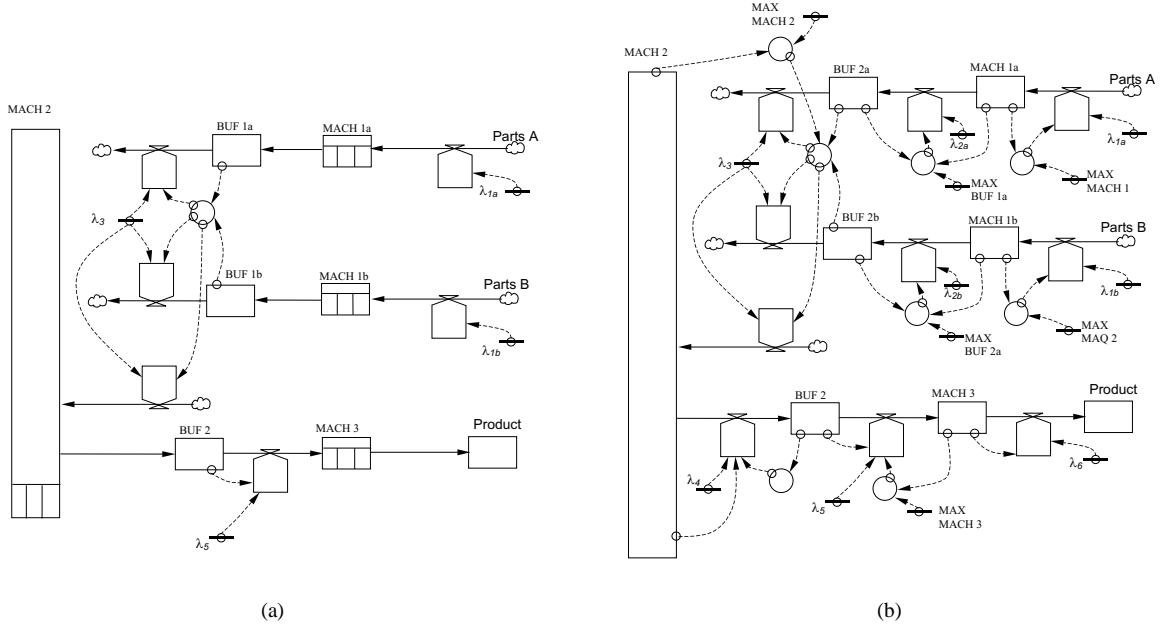 MACH 2
BUF 1a
MACH 1a
Parts A
λ1a
λ3
BUF 1b
MACH 1b
Parts B
λ1b
BUF 2
MACH 3
Product
λ5
(a)
MAX
MACH 2
MACH 2
BUF 2a
MACH 1a
Parts A
λ2a
λ1a
λ3
MAX
BUF 1a
MAX
MACH 1
BUF 2b
MACH 1b
Parts B
λ2b
λ1b
MAX
BUF 2a
MAX
MAQ 2
BUF 2
MACH 3
Product
λ4
λ5
λ6
MAX
MACH 3
(b)